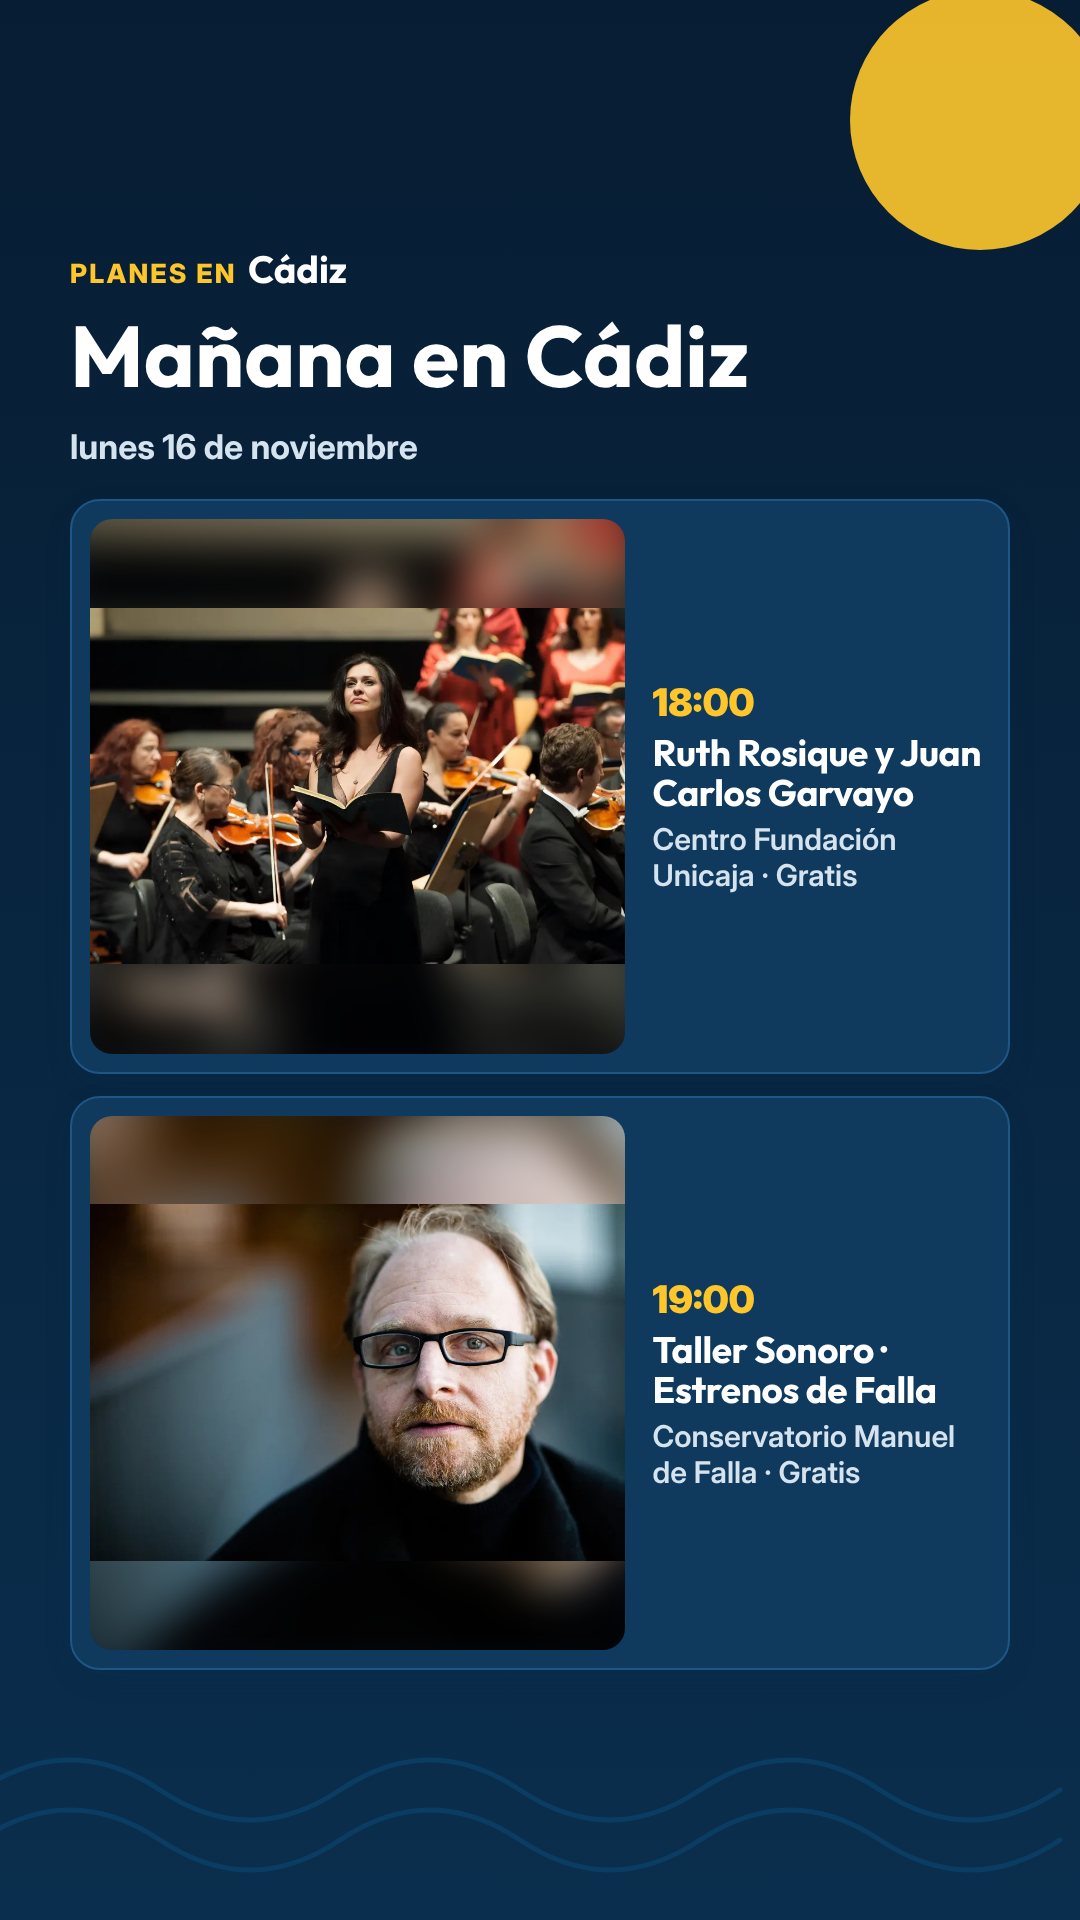 PLANES EN Cádiz
Mañana en Cádiz
lunes 16 de noviembre
18:00
Ruth Rosique y Juan
Carlos Garvayo
Centro Fundación
Unicaja · Gratis
19:00
Taller Sonoro ·
Estrenos de Falla
Conservatorio Manuel
de Falla · Gratis